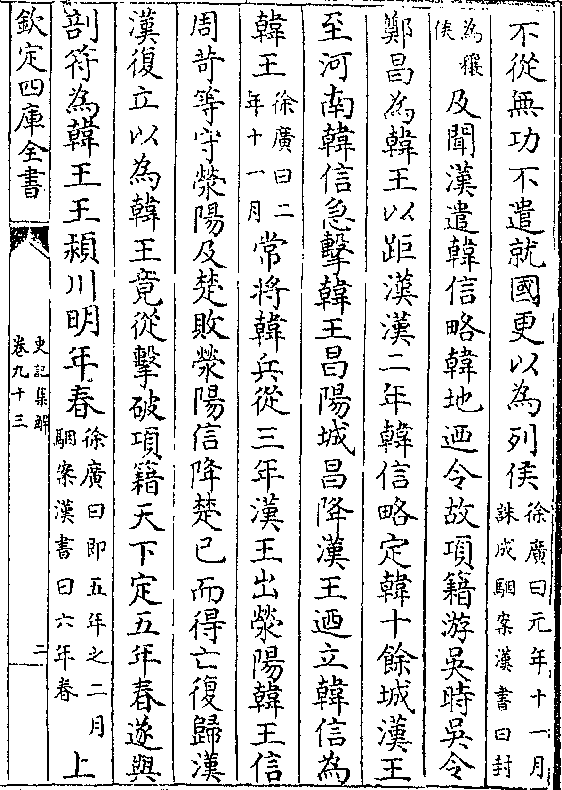 不從無功不遣就國更以為列侯徐廣曰元年十一月誅成駰案漢書曰封
為穰侯及聞漢遣韓信略韓地迺令故項籍游吳時吳令
鄭昌為韓王以距漢漢二年韓信略定韓十餘城漢王
至河南韓信急擊韓王昌陽城昌降漢王迺立韓信為
韓王徐廣曰二年十一月常將韓兵從三年漢王出滎陽韓王信
周苛等守滎陽及楚敗滎陽信降楚已而得亡復歸漢
漢復立以為韓王竟從擊破項籍天下定五年春遂與
剖符為韓王王潁川明年春徐廣曰即五年之二月駰案漢書曰六年春上
欽定四庫全書
史記集解
卷九十三
二